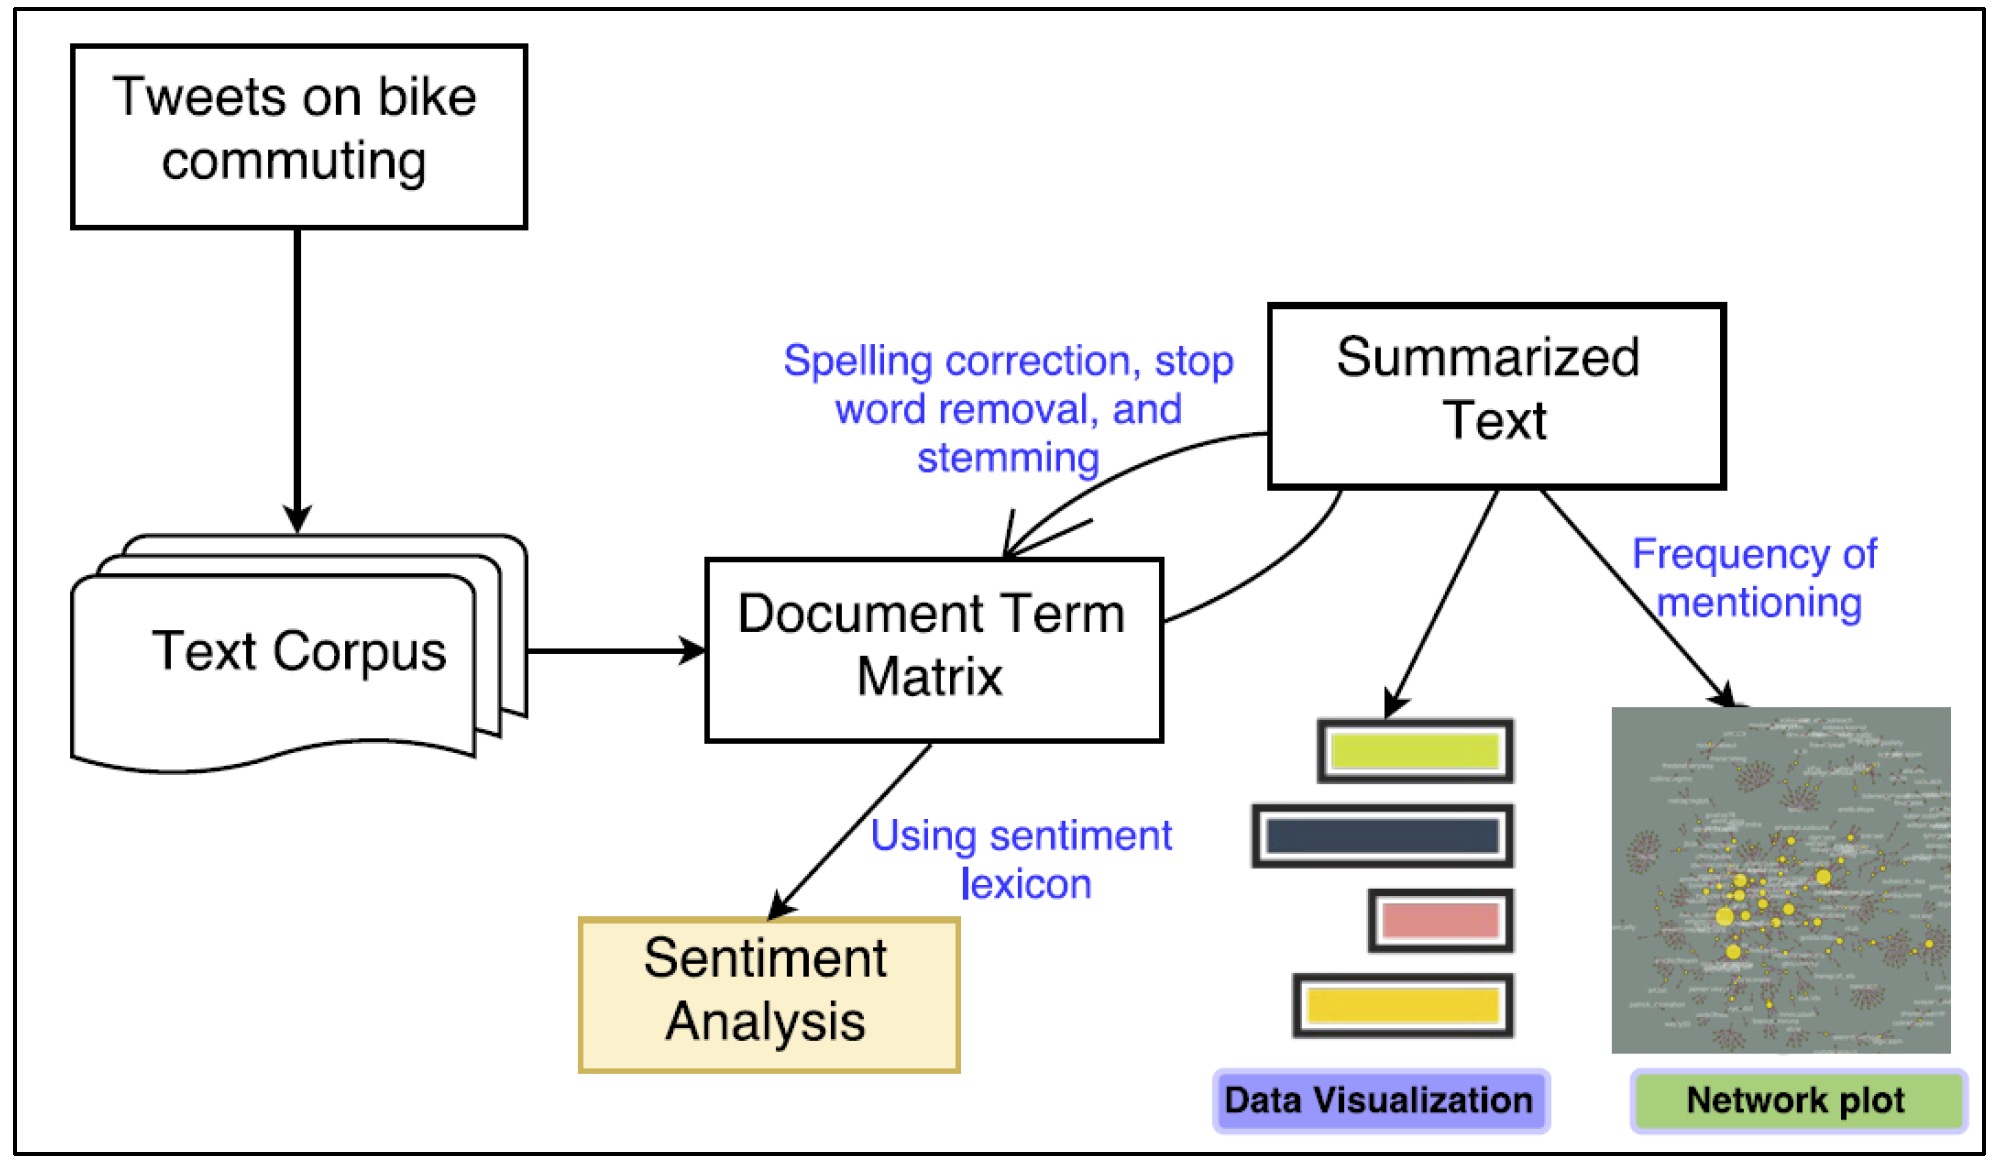 Tweets on bike
commuting
Spelling correction, stop
word removal, and
stemming
Summarized
Text
Frequency of
mentioning
Text Corpus
Document Term
Matrix
Using sentiment
lexicon
Sentiment
Analysis
Data Visualization
Network plot